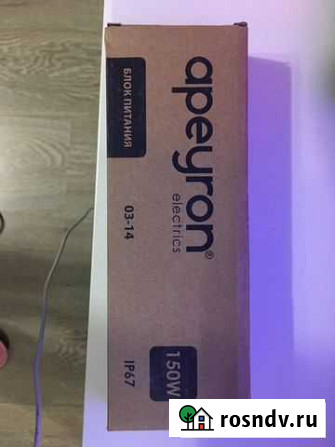 apeyron®
electrics
БЛОК ПИТАНИЯ
03-14
IP67
150W
rosndv.ru